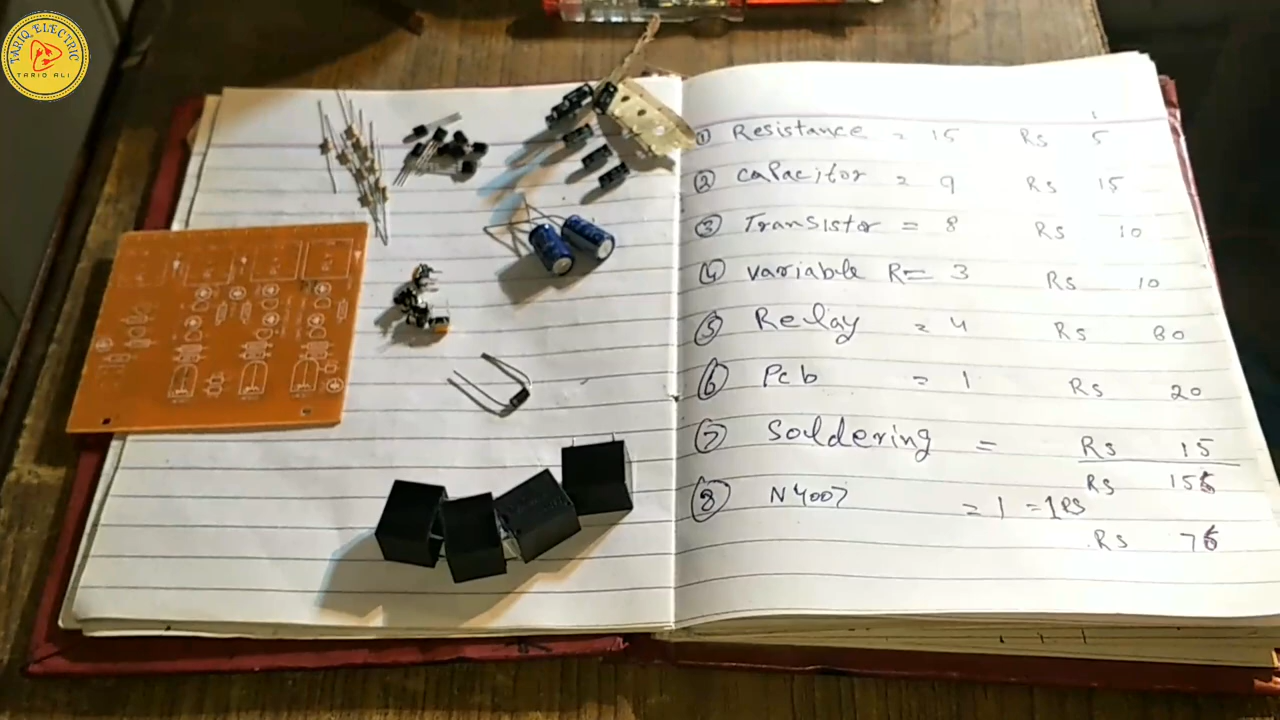 TARIQ ELECTRIC
TARIQ ALI
① Resistance = 15 Rs 5
② Capacitor = 9 Rs 15
③ Transistor = 8 Rs 10
④ variable R= 3 Rs 10
⑤ Relay = 4 Rs 80
⑥ Pcb = 1 Rs 20
⑦ Soldering = Rs 15
Rs 156
⑧ N4007 = 1 =1Rs
Rs 76